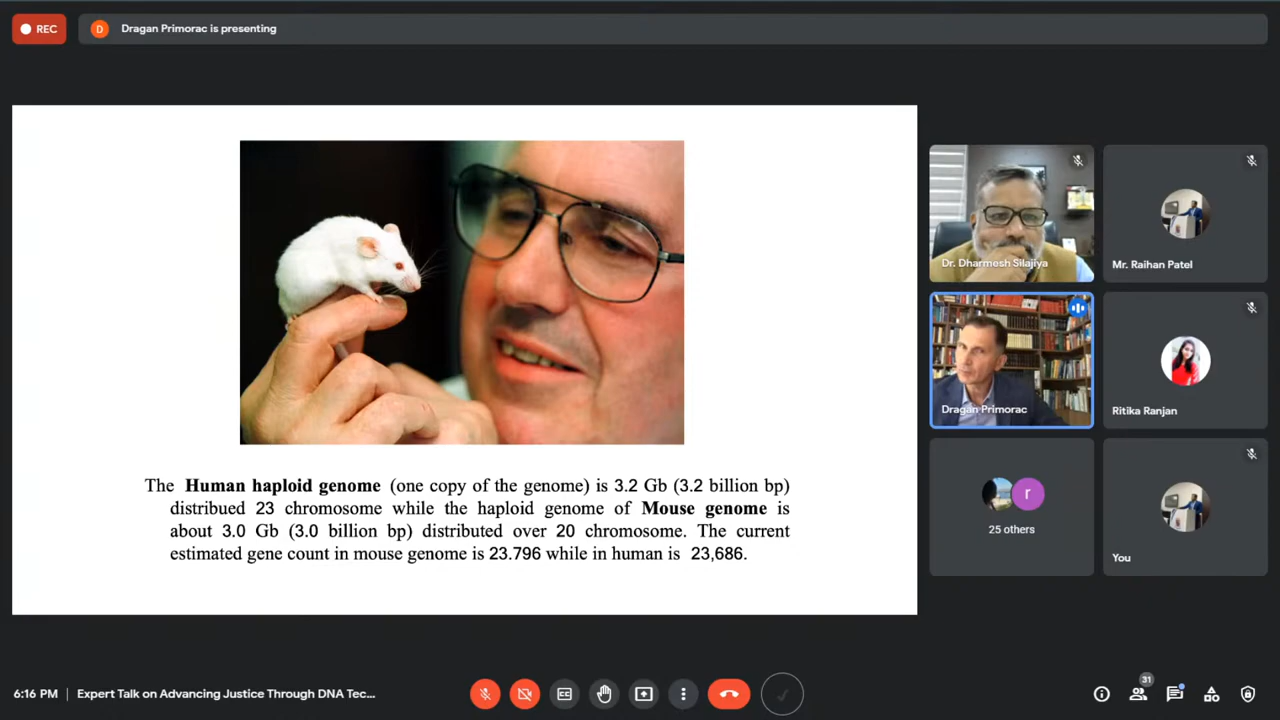 REC
D
Dragan Primorac is presenting
The Human haploid genome (one copy of the genome) is 3.2 Gb (3.2 billion bp)
distribued 23 chromosome while the haploid genome of Mouse genome is
about 3.0 Gb (3.0 billion bp) distributed over 20 chromosome. The current
estimated gene count in mouse genome is 23.796 while in human is 23,686.
Dr. Dharmesh Silajiya
Mr. Raihan Patel
Dragan Primorac
Ritika Ranjan
r
25 others
You
6:16 PM | Expert Talk on Advancing Justice Through DNA Tec...
CC
31